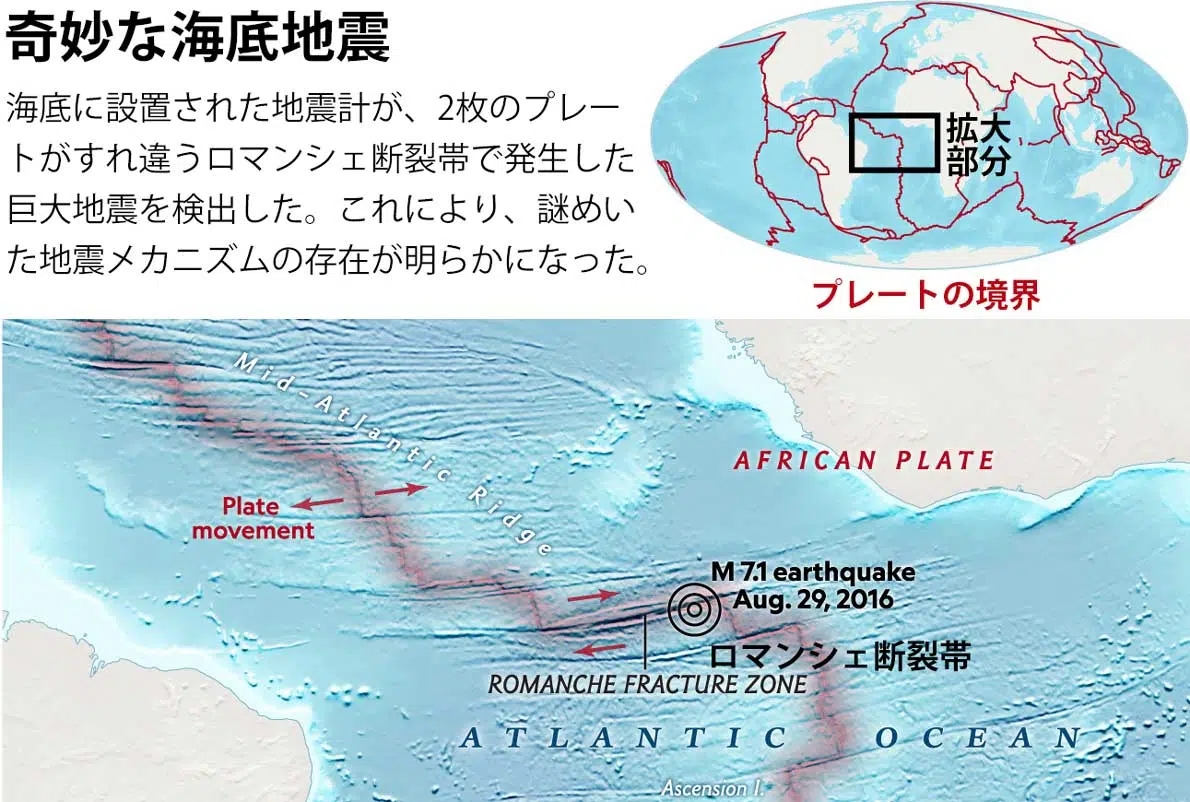 奇妙な海底地震
海底に設置された地震計が、2枚のプレー
トがすれ違うロマンシェ断裂帯で発生した
巨大地震を検出した。これにより、謎めい
た地震メカニズムの存在が明らかになった。
拡大
部分
プレートの境界
Mid-Atlantic Ridge
AFRICAN PLATE
Plate
movement
M 7.1 earthquake
Aug. 29, 2016
ロマンシェ断裂帯
ROMANCHE FRACTURE ZONE
ATLANTIC OCEAN
Ascension I.